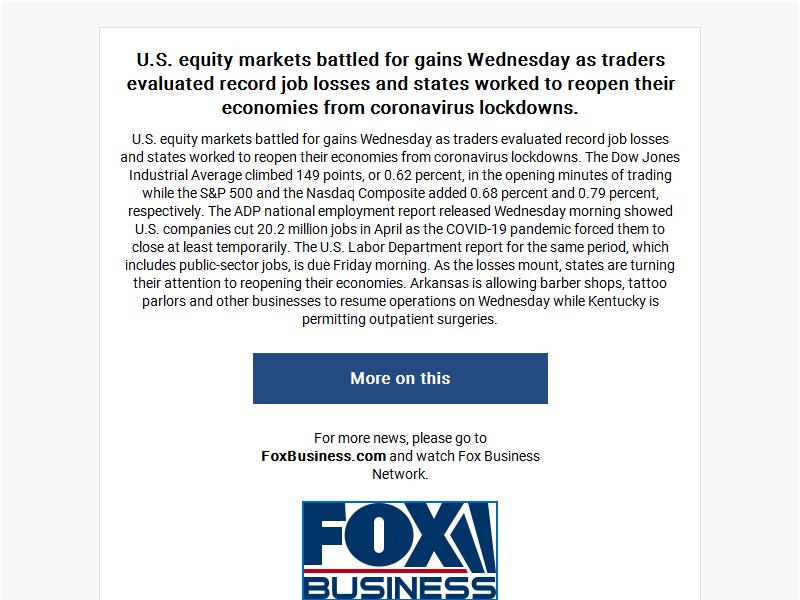 U.S. equity markets battled for gains Wednesday as traders
evaluated record job losses and states worked to reopen their
economies from coronavirus lockdowns.
U.S. equity markets battled for gains Wednesday as traders evaluated record job losses
and states worked to reopen their economies from coronavirus lockdowns. The Dow Jones
Industrial Average climbed 149 points, or 0.62 percent, in the opening minutes of trading
while the S&P 500 and the Nasdaq Composite added 0.68 percent and 0.79 percent,
respectively. The ADP national employment report released Wednesday morning showed
U.S. companies cut 20.2 million jobs in April as the COVID-19 pandemic forced them to
close at least temporarily. The U.S. Labor Department report for the same period, which
includes public-sector jobs, is due Friday morning. As the losses mount, states are turning
their attention to reopening their economies. Arkansas is allowing barber shops, tattoo
parlors and other businesses to resume operations on Wednesday while Kentucky is
permitting outpatient surgeries.
More on this
For more news, please go to
FoxBusiness.com and watch Fox Business
Network.
FOX
BUSINESS